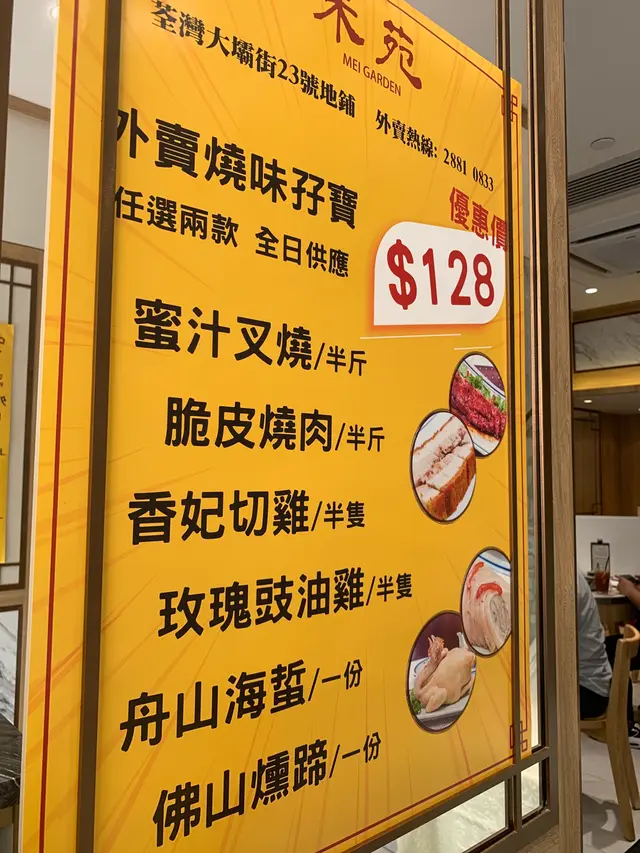 苑
MEI GARDEN
荃灣大壩街23號地鋪
外賣熱線: 2881 0833
外賣燒味孖寶
任選兩款 全日供應
優惠價
$128
蜜汁叉燒/半斤
脆皮燒肉/半斤
香妃切雞/半隻
玫瑰豉油雞/半隻
舟山海蜇/一份
佛山燻蹄/一份